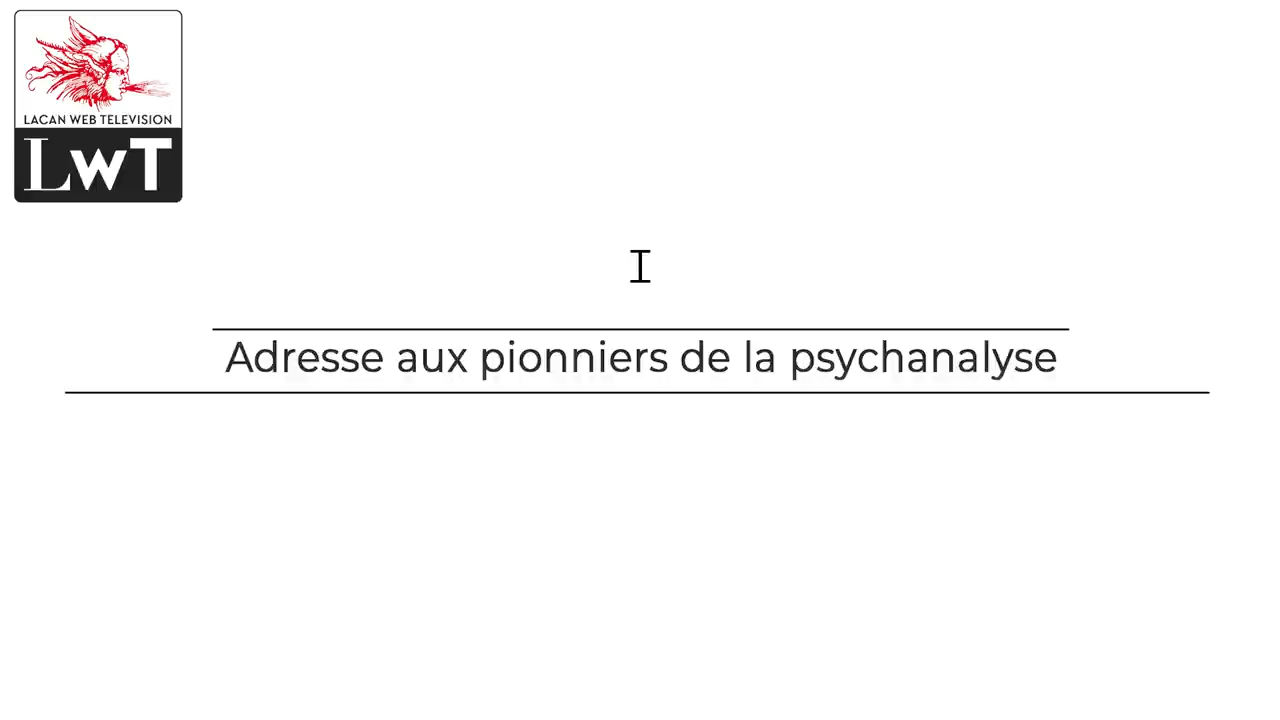 LACAN WEB TELEVISION
LWT
I
Adresse aux pionniers de la psychanalyse